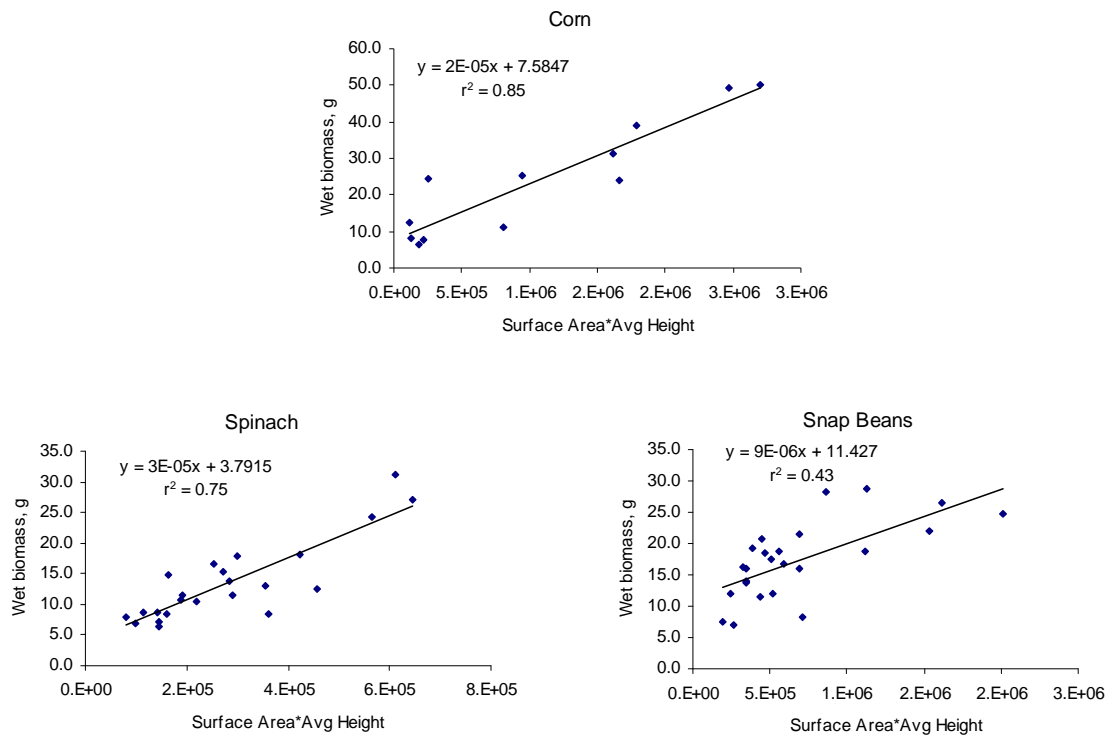 Corn
y = 2E-05x + 7.5847
r² = 0.85
Wet biomass, g
60.0
50.0
40.0
30.0
20.0
10.0
0.0
0.E+00 5.E+05 1.E+06 2.E+06 2.E+06 3.E+06 3.E+06
Surface Area*Avg Height
Spinach
y = 3E-05x + 3.7915
r² = 0.75
Wet biomass, g
35.0
30.0
25.0
20.0
15.0
10.0
5.0
0.0
0.E+00 2.E+05 4.E+05 6.E+05 8.E+05
Surface Area*Avg Height
Snap Beans
y = 9E-06x + 11.427
r² = 0.43
Wet biomass, g
35.0
30.0
25.0
20.0
15.0
10.0
5.0
0.0
0.E+00 5.E+05 1.E+06 2.E+06 2.E+06 3.E+06
Surface Area*Avg Height